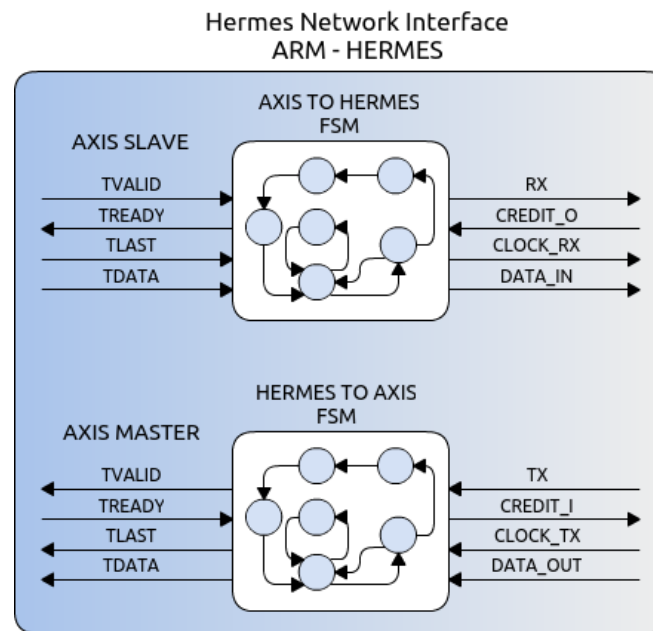 Hermes Network Interface
ARM - HERMES
AXIS TO HERMES
FSM
AXIS SLAVE
TVALID
TREADY
TLAST
TDATA
RX
CREDIT_O
CLOCK_RX
DATA_IN
HERMES TO AXIS
FSM
AXIS MASTER
TVALID
TREADY
TLAST
TDATA
TX
CREDIT_I
CLOCK_TX
DATA_OUT